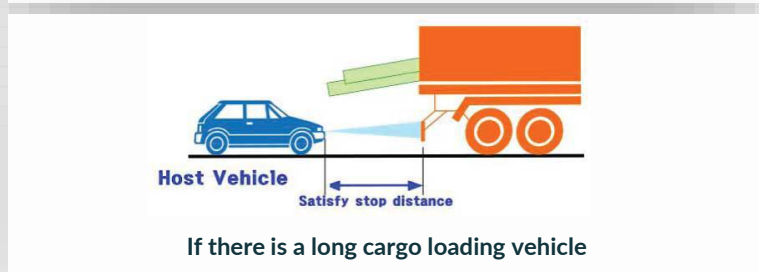 Host Vehicle
Satisfy stop distance
If there is a long cargo loading vehicle